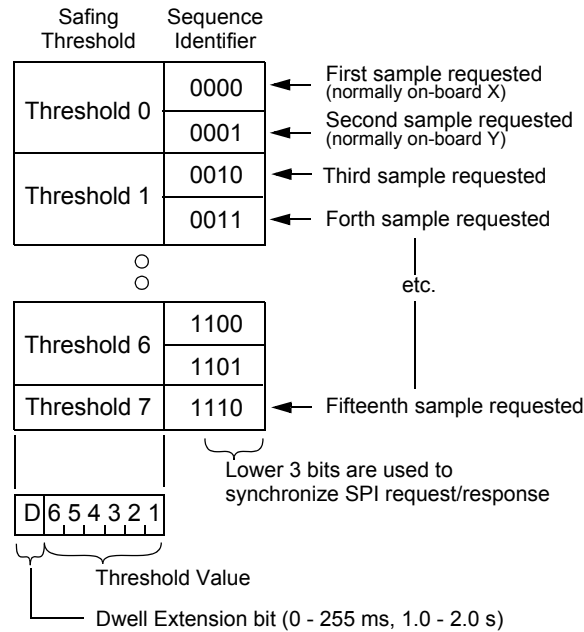 Safing Threshold
Sequence Identifier
Threshold 0
0000
First sample requested
(normally on-board X)
0001
Second sample requested
(normally on-board Y)
Threshold 1
0010
Third sample requested
0011
Forth sample requested
etc.
Threshold 6
1100
1101
Threshold 7
1110
Fifteenth sample requested
Lower 3 bits are used to
synchronize SPI request/response
D 6 5 4 3 2 1
Threshold Value
Dwell Extension bit (0 - 255 ms, 1.0 - 2.0 s)